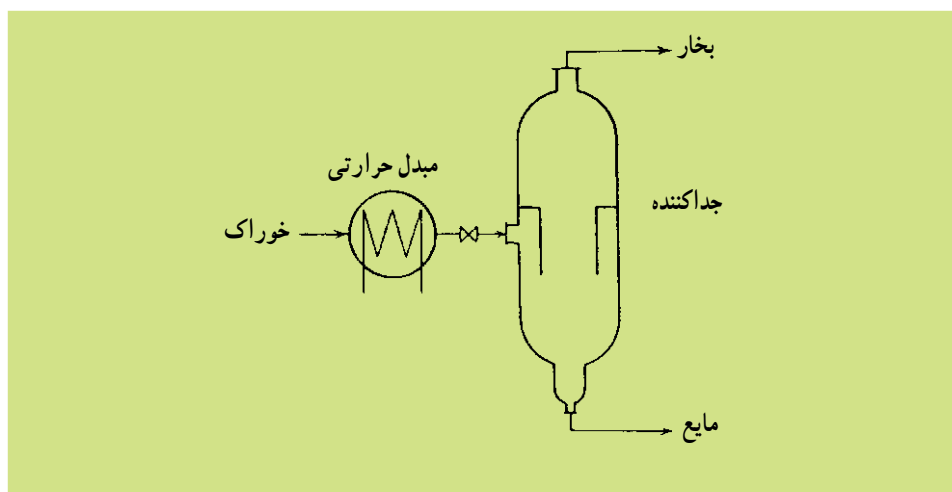 بخار
مبدل حرارتی
جداکننده
خوراک
مایع